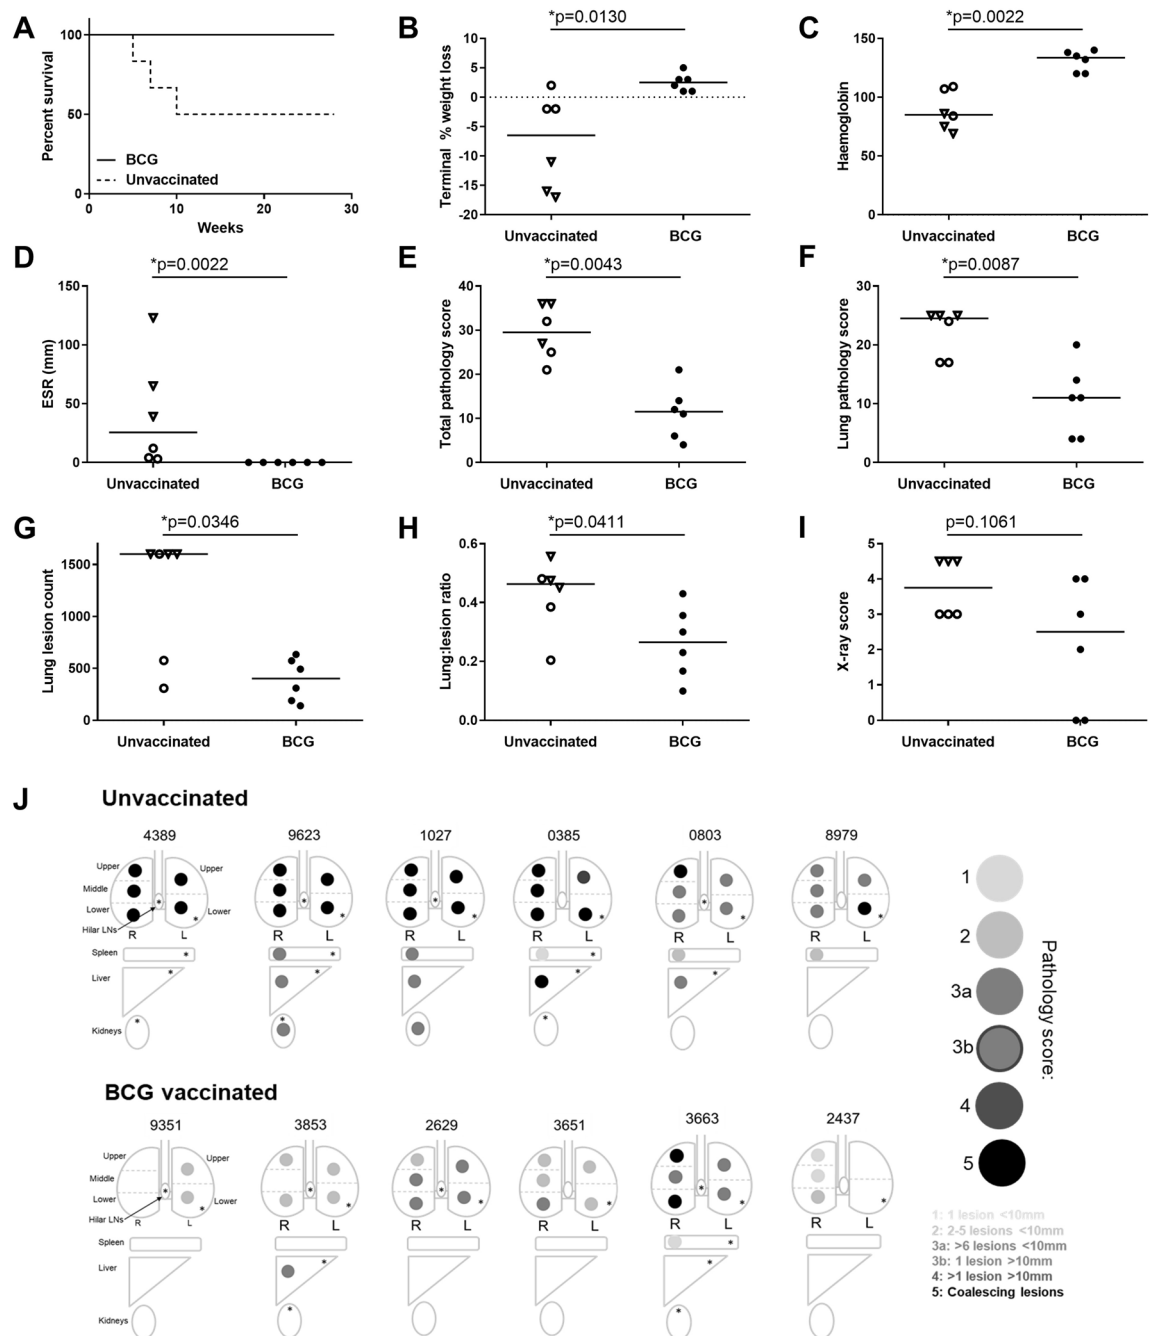 A
100
50
0
0
10
20
30
Percent survival
Weeks
BCG
Unvaccinated
B
*p=0.0130
10
5
0
-5
-10
-15
-20
Terminal % weight loss
Unvaccinated
BCG
C
*p=0.0022
150
100
50
0
Haemoglobin
Unvaccinated
BCG
D
*p=0.0022
150
100
50
0
ESR (mm)
Unvaccinated
BCG
E
*p=0.0043
40
30
20
10
0
Total pathology score
Unvaccinated
BCG
F
*p=0.0087
30
20
10
0
Lung pathology score
Unvaccinated
BCG
G
*p=0.0346
1500
1000
500
0
Lung lesion count
Unvaccinated
BCG
H
*p=0.0411
0.6
0.4
0.2
0.0
Lung:lesion ratio
Unvaccinated
BCG
I
p=0.1061
5
4
3
2
1
0
X-ray score
Unvaccinated
BCG
J
Unvaccinated
4389 9623 1027 0385 0803 8979
Upper Upper
Middle
Lower Lower
Hilar LNs
R L R L R L R L R L R L
Spleen
Liver
Kidneys
BCG vaccinated
9351 3853 2629 3651 3663 2437
Upper Upper
Middle
Lower Lower
Hilar LNs
R L R L R L R L R L R L
Spleen
Liver
Kidneys
1
2
3a
3b
4
5
Pathology score:
1: 1 lesion <10mm
2: 2-5 lesions <10mm
3a: >6 lesions <10mm
3b: 1 lesion >10mm
4: >1 lesion >10mm
5: Coalescing lesions